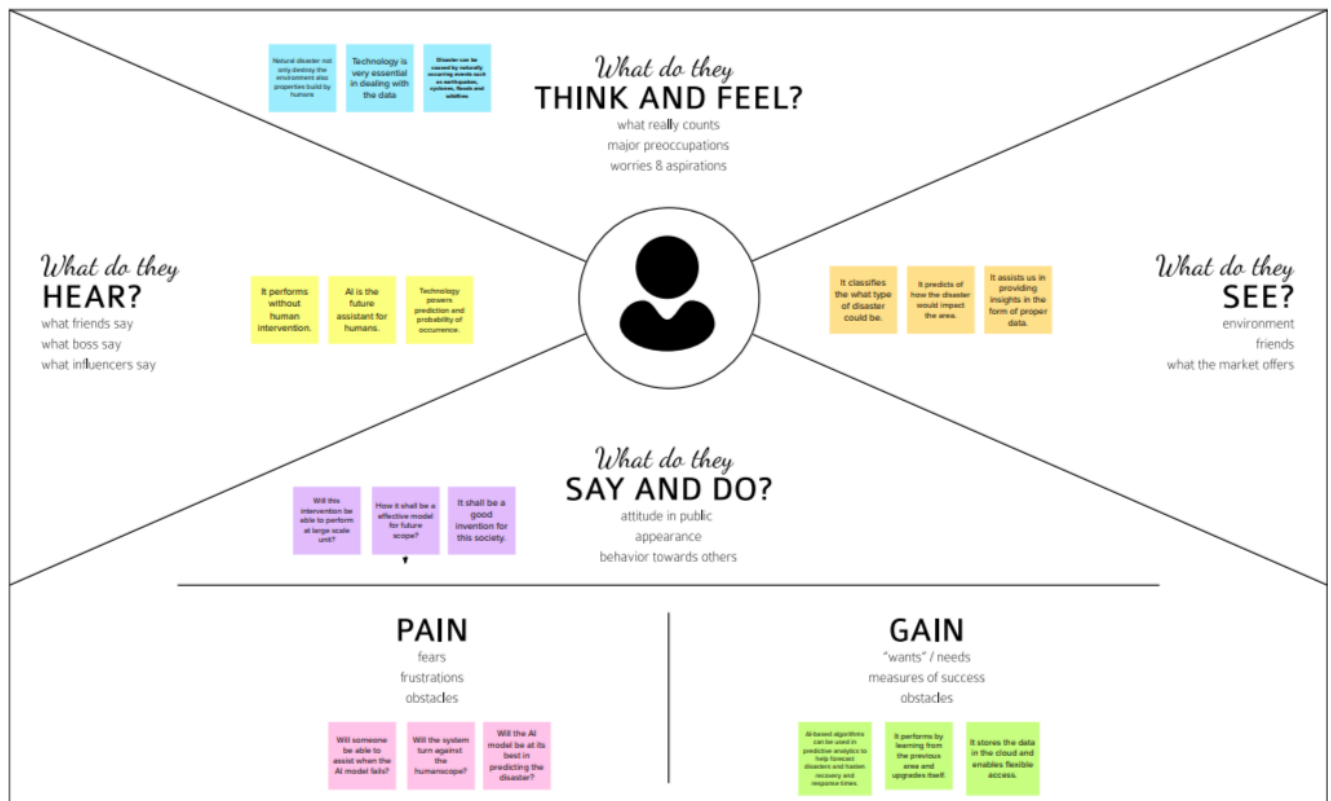 Natural disaster not
only destroy the
environment also
properties build by
humans
Technology is
very essential
in dealing with
the data
Disaster can be
caused by naturally
occurring events such
as earthquakes,
cyclones, floods and
wildfires
What do they
THINK AND FEEL?
what really counts
major preoccupations
worries & aspirations
What do they
HEAR?
what friends say
what boss say
what influencers say
It performs
without
human
intervention.
AI is the
future
assistant for
humans.
Technology
powers
prediction and
probability of
occurrence.
It classifies
the what type
of disaster
could be.
It predicts of
how the disaster
would impact
the area.
It assists us in
providing
insights in the
form of proper
data.
What do they
SEE?
environment
friends
what the market offers
What do they
SAY AND DO?
attitude in public
appearance
behavior towards others
Will this
intervention be
able to perform
at large scale
unit?
How it shall be a
effective model
for future
scope?
It shall be a
good
invention for
this society.
PAIN
fears
frustrations
obstacles
Will someone
be able to
assist when the
AI model fails?
Will the system
turn against
the
humanscope?
Will the AI
model be at its
best in
predicting the
disaster?
GAIN
"wants" / needs
measures of success
obstacles
AI-based algorithms
can be used in
predictive analytics to
help forecast
disasters and hasten
recovery and
response times.
It performs by
learning from
the previous
area and
upgrades itself.
It stores the data
in the cloud and
enables flexible
access.